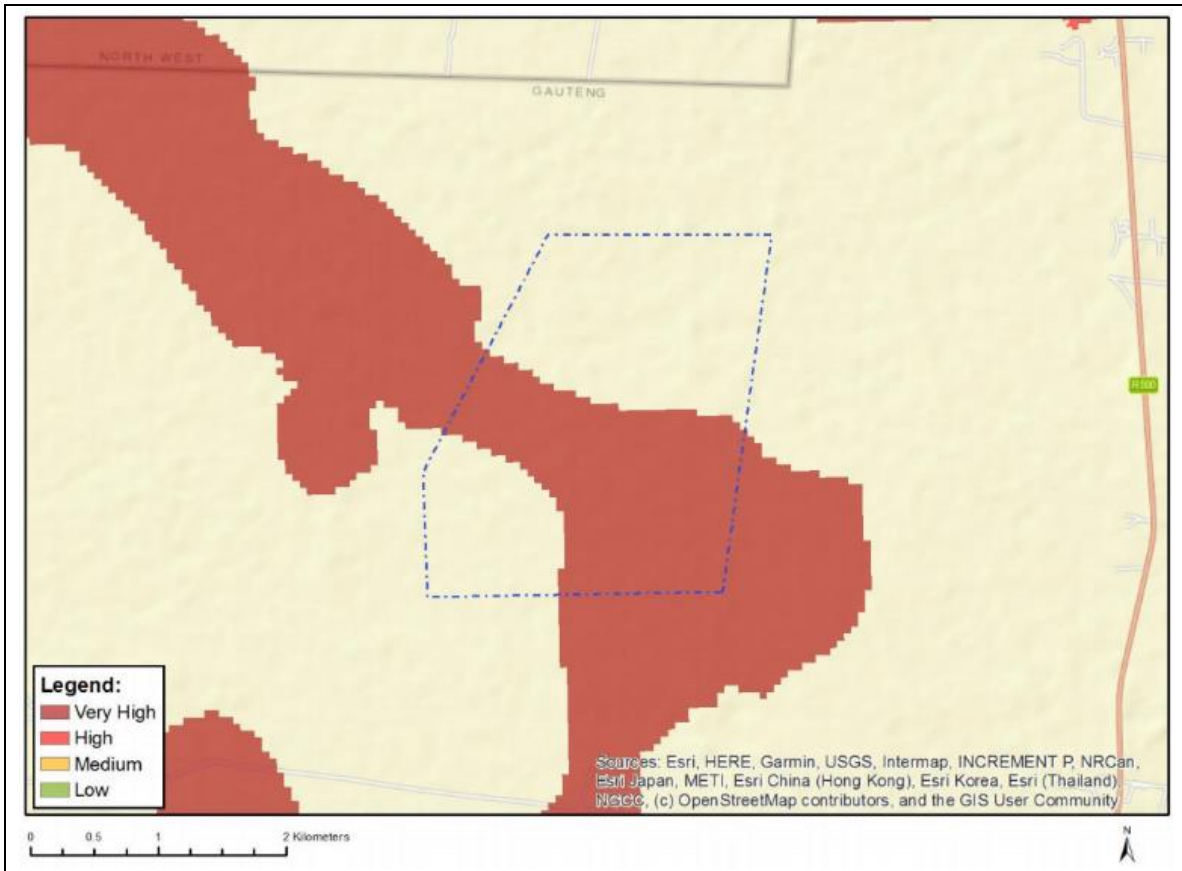 NORTH WEST
GAUTENG
R500
Legend:
Very High
High
Medium
Low
Sources: Esri, HERE, Garmin, USGS, Intermap, INCREMENT P, NRCan,
Esri Japan, METI, Esri China (Hong Kong), Esri Korea, Esri (Thailand),
NGCC, (c) OpenStreetMap contributors, and the GIS User Community
0 0.5 1 2 Kilometers
N